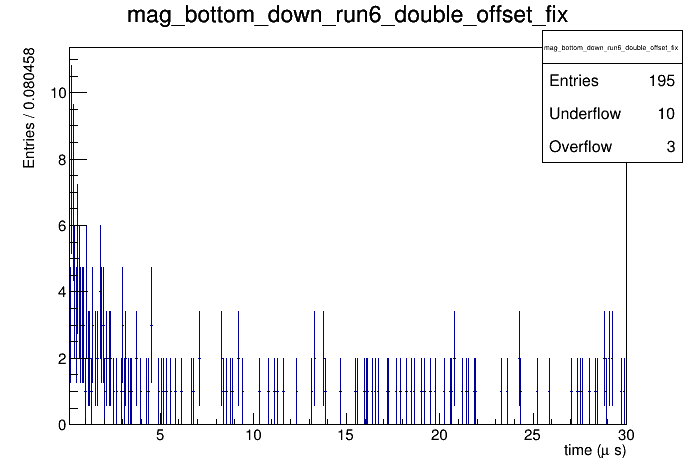 mag_bottom_down_run6_double_offset_fix
mag_bottom_down_run6_double_offset_fix
Entries 195
Underflow 10
Overflow 3
Entries / 0.080458
10
8
6
4
2
0
5 10 15 20 25 30
time (μ s)